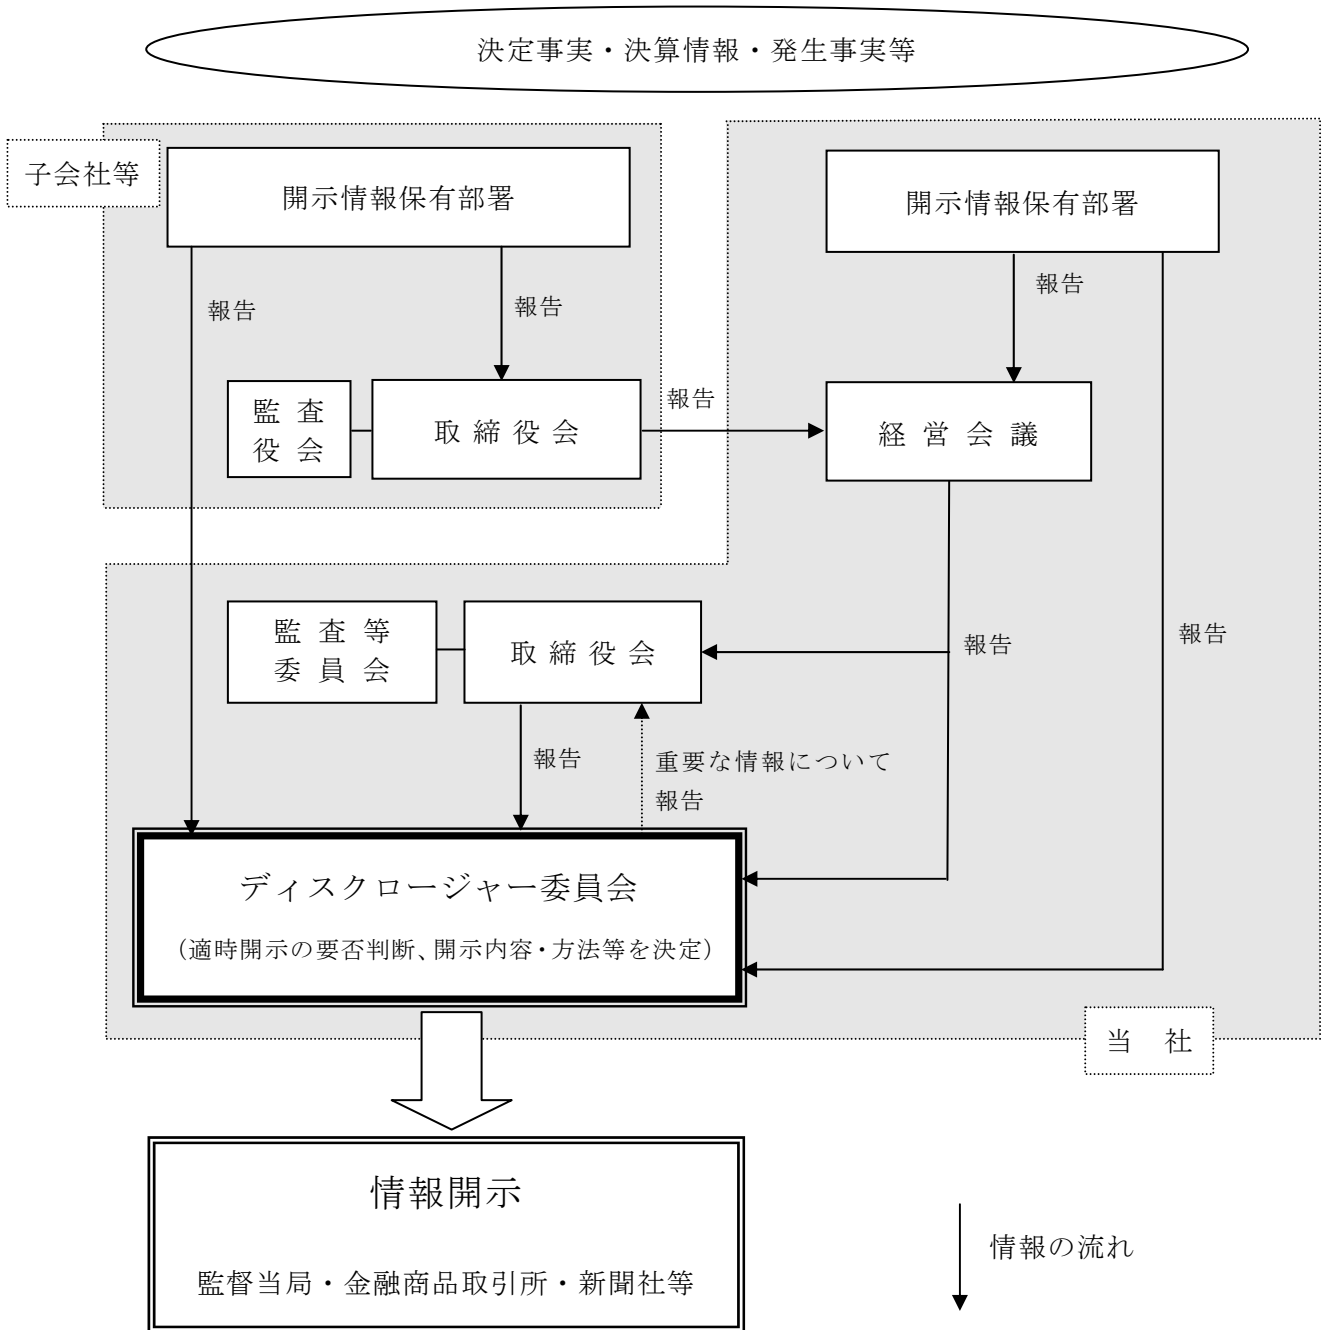 決定事実・決算情報・発生事実等
子会社等
開示情報保有部署
開示情報保有部署
報告
報告
報告
監査
役会
取締役会
報告
経営会議
監査等
委員会
取締役会
報告
報告
報告
重要な情報について
報告
ディスクロージャー委員会
（適時開示の要否判断、開示内容・方法等を決定）
当　社
情報開示
監督当局・金融商品取引所・新聞社等
情報の流れ